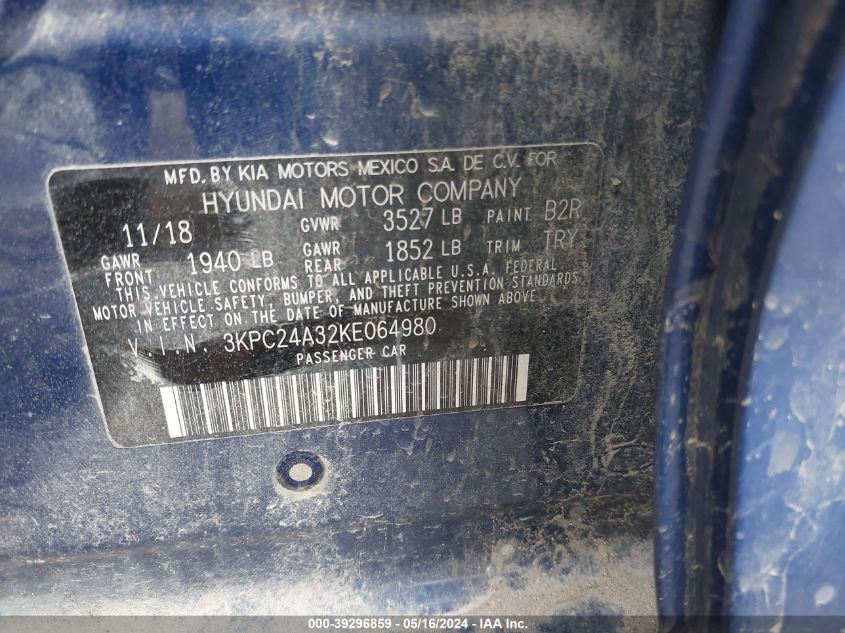 MFD. BY KIA MOTORS MEXICO S.A. DE C.V. FOR
HYUNDAI MOTOR COMPANY
11/18 GVWR 3527 LB PAINT B2R
GAWR FRONT 1940 LB GAWR REAR 1852 LB TRIM TRY
THIS VEHICLE CONFORMS TO ALL APPLICABLE U.S.A. FEDERAL
MOTOR VEHICLE SAFETY, BUMPER, AND THEFT PREVENTION STANDARDS
IN EFFECT ON THE DATE OF MANUFACTURE SHOWN ABOVE
V.I.N. 3KPC24A32KE064980
PASSENGER CAR
000-39296859 - 05/16/2024 - IAA Inc.